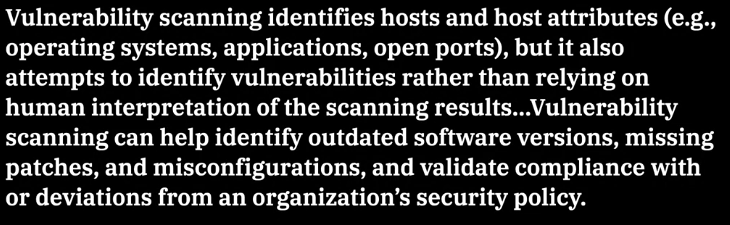 Vulnerability scanning identifies hosts and host attributes (e.g.,
operating systems, applications, open ports), but it also
attempts to identify vulnerabilities rather than relying on
human interpretation of the scanning results...Vulnerability
scanning can help identify outdated software versions, missing
patches, and misconfigurations, and validate compliance with
or deviations from an organization’s security policy.